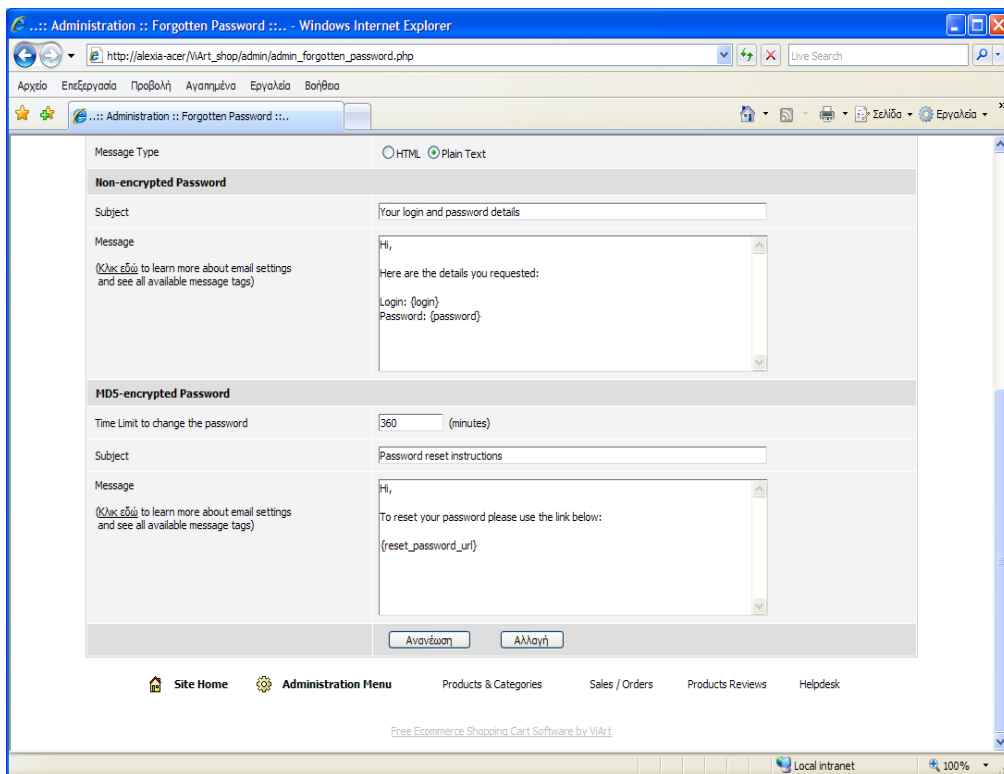 ..:: Administration :: Forgotten Password ::.. - Windows Internet Explorer
http://alexia-acer/ViArt_shop/admin/admin_forgotten_password.php
Live Search
Αρχείο Επεξεργασία Προβολή Αγαπημένα Εργαλεία Βοήθεια
..:: Administration :: Forgotten Password ::..
Σελίδα
Εργαλεία
Message Type
HTML Plain Text
Non-encrypted Password
Subject
Your login and password details
Message
(Κλικ εδώ to learn more about email settings
and see all available message tags)
Hi,
Here are the details you requested:
Login: {login}
Password: {password}
MD5-encrypted Password
Time Limit to change the password
360 (minutes)
Subject
Password reset instructions
Message
(Κλικ εδώ to learn more about email settings
and see all available message tags)
Hi,
To reset your password please use the link below:
{reset_password_url}
Ανανέωση Αλλαγή
Site Home Administration Menu Products & Categories Sales / Orders Products Reviews Helpdesk
Free Ecommerce Shopping Cart Software by ViArt
Local intranet 100%